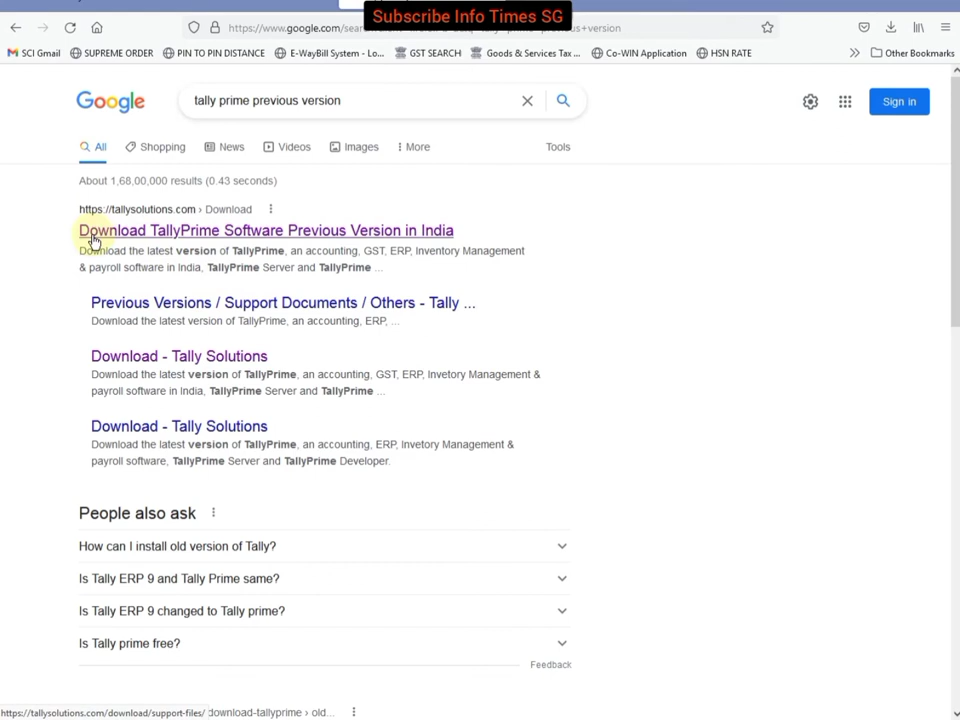 Subscribe Info Times SG
https://www.google.com/sea
+version
SCI Gmail
SUPREME ORDER
PIN TO PIN DISTANCE
E-WayBill System - Lo...
GST SEARCH
Goods & Services Tax ...
Co-WIN Application
HSN RATE
Other Bookmarks
Google
tally prime previous version
Sign in
All
Shopping
News
Videos
Images
More
Tools
About 1,68,00,000 results (0.43 seconds)
https://tallysolutions.com › Download
Download TallyPrime Software Previous Version in India
Download the latest version of TallyPrime, an accounting, GST, ERP, Inventory Management
& payroll software in India, TallyPrime Server and TallyPrime ...
Previous Versions / Support Documents / Others - Tally ...
Download the latest version of TallyPrime, an accounting, ERP, ...
Download - Tally Solutions
Download the latest version of TallyPrime, an accounting, GST, ERP, Invetory Management &
payroll software in India, TallyPrime Server and TallyPrime ...
Download - Tally Solutions
Download the latest version of TallyPrime, an accounting, ERP, Invetory Management &
payroll software, TallyPrime Server and TallyPrime Developer.
People also ask
How can I install old version of Tally?
Is Tally ERP 9 and Tally Prime same?
Is Tally ERP 9 changed to Tally prime?
Is Tally prime free?
Feedback
https://tallysolutions.com/download/support-files/
download-tallyprime › old...